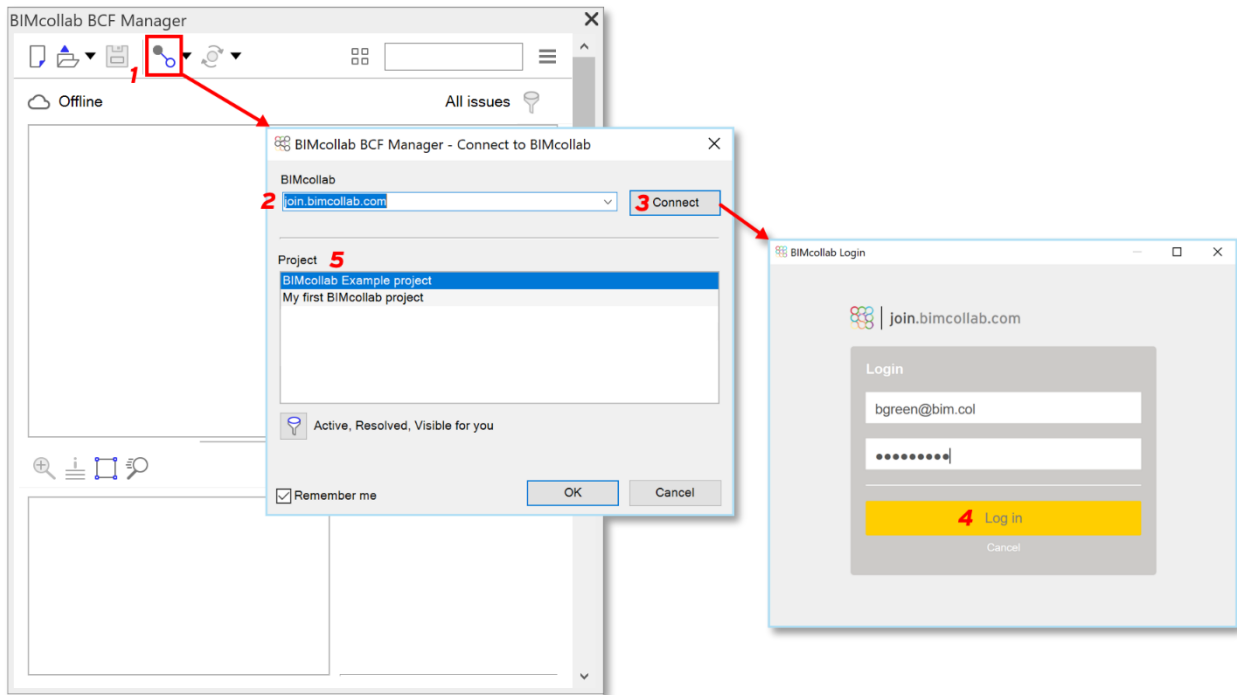 BIMcollab BCF Manager
1
Offline
All issues
BIMcollab BCF Manager - Connect to BIMcollab
BIMcollab
2
join.bimcollab.com
3 Connect
Project 5
BIMcollab Example project
My first BIMcollab project
Active, Resolved, Visible for you
Remember me
OK
Cancel
BIMcollab Login
join.bimcollab.com
Login
bgreen@bim.col
●●●●●●●●●
4 Log in
Cancel